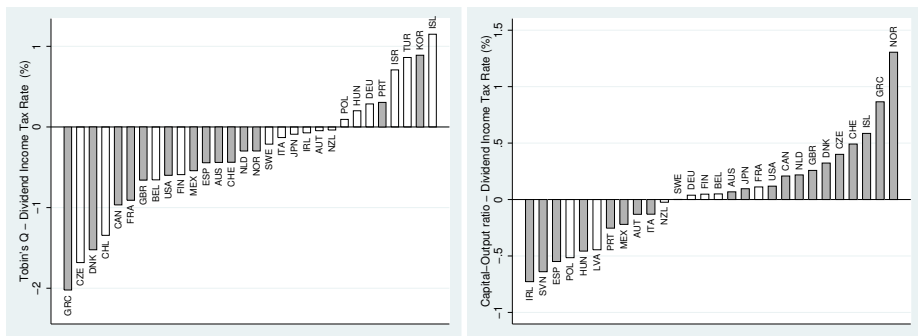 Tobin's Q – Dividend Income Tax Rate (%)
1
0
−1
−2
GRC
CZE
DNK
CHL
CAN
FRA
GBR
BEL
USA
FIN
MEX
ESP
AUS
CHE
NLD
NOR
SWE
ITA
JPN
IRL
AUT
NZL
POL
HUN
DEU
PRT
ISR
TUR
KOR
ISL
Capital–Output ratio – Dividend Income Tax Rate (%)
1.5
1
.5
0
−.5
−1
IRL
SVN
ESP
POL
HUN
LVA
PRT
MEX
AUT
ITA
NZL
SWE
DEU
FIN
BEL
AUS
JPN
FRA
USA
CAN
NLD
GBR
DNK
CZE
CHE
ISL
GRC
NOR